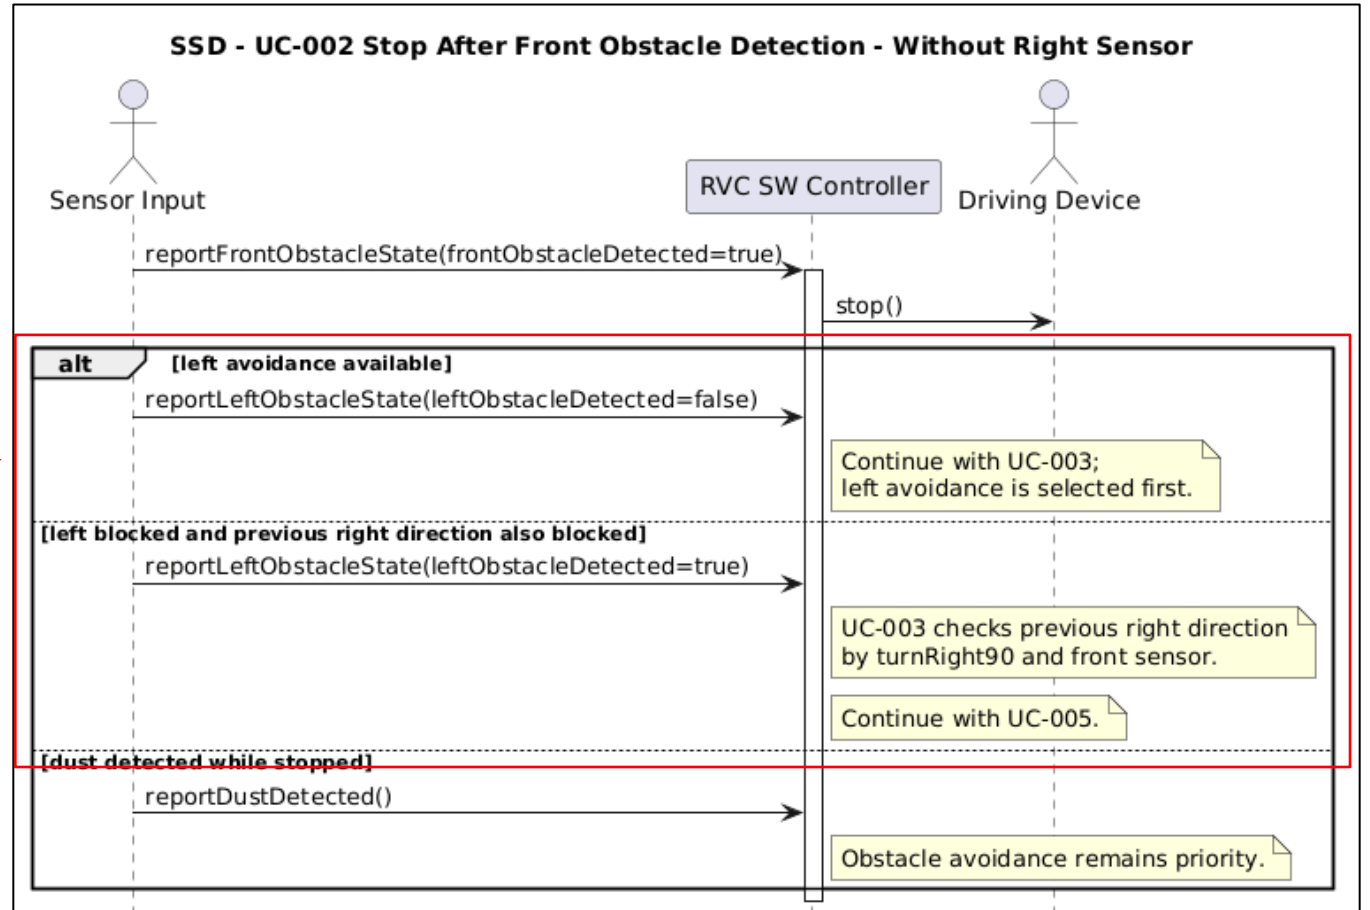 SSD - UC-002 Stop After Front Obstacle Detection - Without Right Sensor
Sensor Input
RVC SW Controller
Driving Device
reportFrontObstacleState(frontObstacleDetected=true)
stop()
alt
[left avoidance available]
reportLeftObstacleState(leftObstacleDetected=false)
Continue with UC-003;
left avoidance is selected first.
[left blocked and previous right direction also blocked]
reportLeftObstacleState(leftObstacleDetected=true)
UC-003 checks previous right direction
by turnRight90 and front sensor.
Continue with UC-005.
[dust detected while stopped]
reportDustDetected()
Obstacle avoidance remains priority.